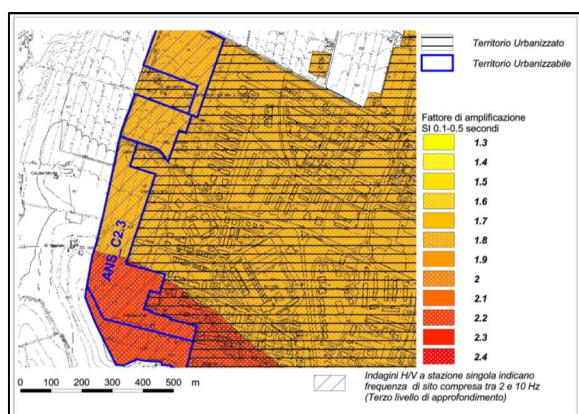 Territorio Urbanizzato
Territorio Urbanizzabile
Fattore di amplificazione
SI 0.1-0.5 secondi
1.3
1.4
1.5
1.6
1.7
1.8
1.9
2
2.1
2.2
2.3
2.4
ANS_C2.3
Indagini H/V a stazione singola indicano
frequenza di sito compresa tra 2 e 10 Hz
(Terzo livello di approfondimento)
0 100 200 300 400 500 m